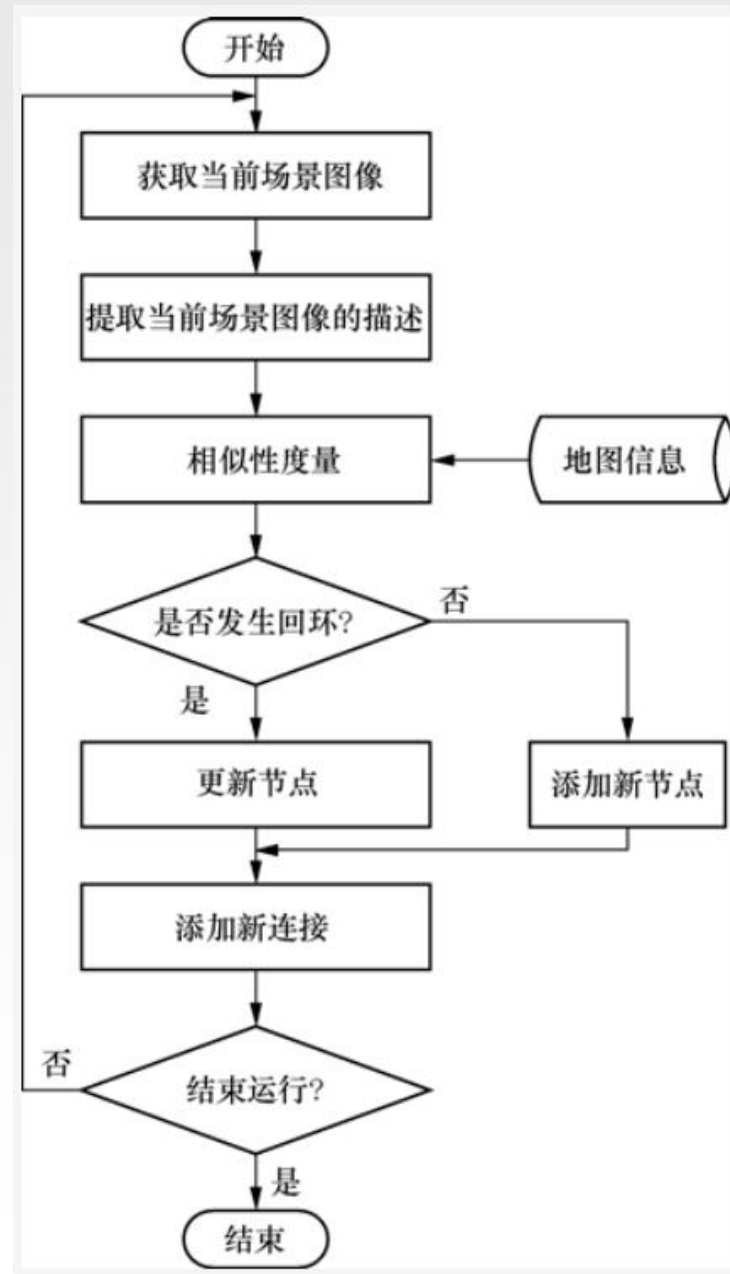 开始
获取当前场景图像
提取当前场景图像的描述
相似性度量
地图信息
是否发生回环?
否
是
更新节点
添加新节点
添加新连接
否
结束运行?
是
结束